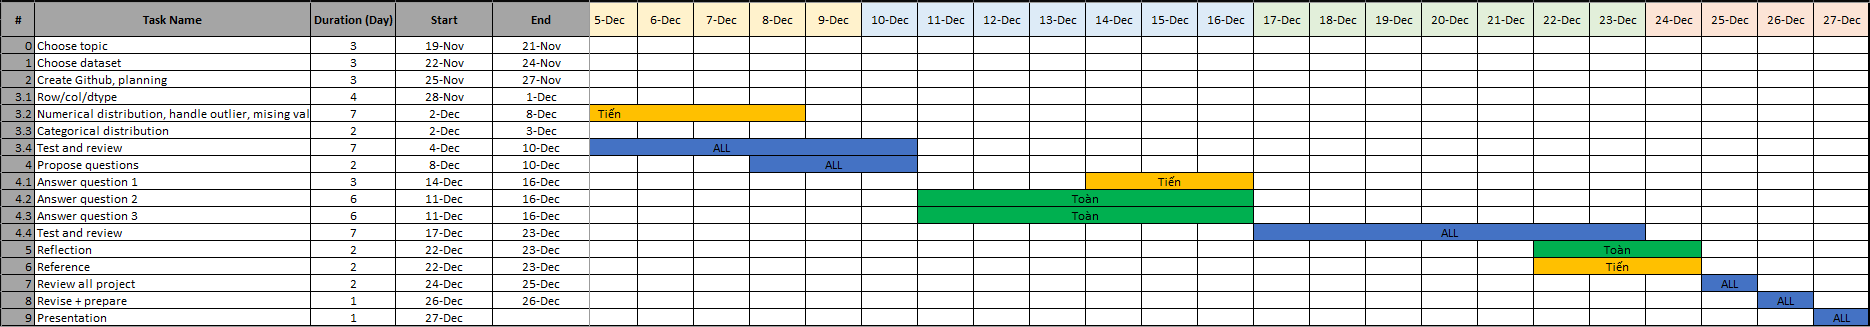 # Task Name Duration (Day) Start End 5-Dec 6-Dec 7-Dec 8-Dec 9-Dec 10-Dec 11-Dec 12-Dec 13-Dec 14-Dec 15-Dec 16-Dec 17-Dec 18-Dec 19-Dec 20-Dec 21-Dec 22-Dec 23-Dec 24-Dec 25-Dec 26-Dec 27-Dec
0 Choose topic 3 19-Nov 21-Nov
1 Choose dataset 3 22-Nov 24-Nov
2 Create Github, planning 3 25-Nov 27-Nov
3.1 Row/col/dtype 4 28-Nov 1-Dec
3.2 Numerical distribution, handle outlier, mising val 7 2-Dec 8-Dec Tiến
3.3 Categorical distribution 2 2-Dec 3-Dec
3.4 Test and review 7 4-Dec 10-Dec ALL
4 Propose questions 2 8-Dec 10-Dec ALL
4.1 Answer question 1 3 14-Dec 16-Dec Tiến
4.2 Answer question 2 6 11-Dec 16-Dec Toàn
4.3 Answer question 3 6 11-Dec 16-Dec Toàn
4.4 Test and review 7 17-Dec 23-Dec ALL
5 Reflection 2 22-Dec 23-Dec Toàn
6 Reference 2 22-Dec 23-Dec Tiến
7 Review all project 2 24-Dec 25-Dec ALL
8 Revise + prepare 1 26-Dec 26-Dec ALL
9 Presentation 1 27-Dec ALL